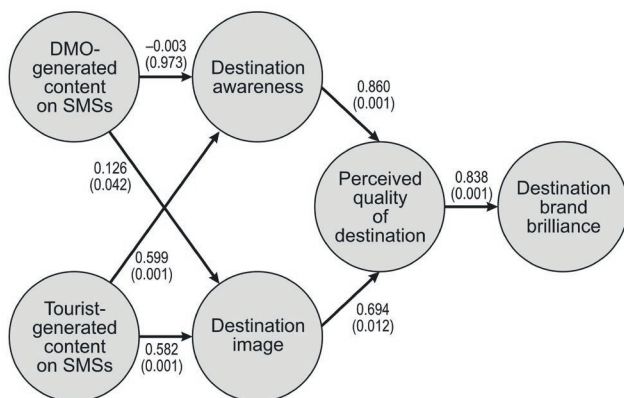 DMO-
generated
content
on SMSs
–0.003
(0.973)
Destination
awareness
0.860
(0.001)
0.126
(0.042)
Perceived
quality
of
destination
0.838
(0.001)
Destination
brand
brilliance
0.599
(0.001)
Tourist-
generated
content
on SMSs
0.582
(0.001)
Destination
image
0.694
(0.012)